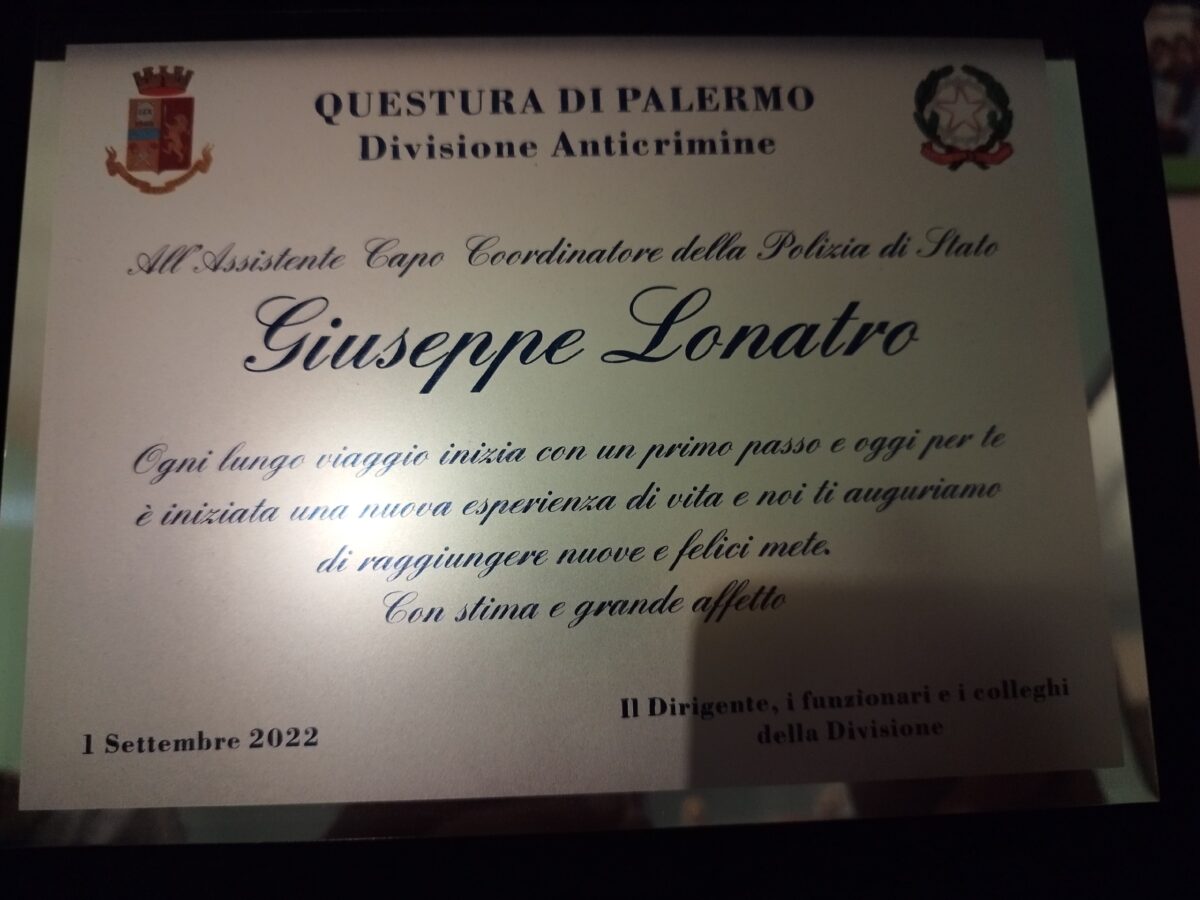 QUESTURA DI PALERMO
Divisione Anticrimine
All'Assistente Capo Coordinatore della Polizia di Stato
Giuseppe Lonatro
Ogni lungo viaggio inizia con un primo passo e oggi per te
è iniziata una nuova esperienza di vita e noi ti auguriamo
di raggiungere nuove e felici mete.
Con stima e grande affetto
Il Dirigente, i funzionari e i colleghi
della Divisione
1 Settembre 2022